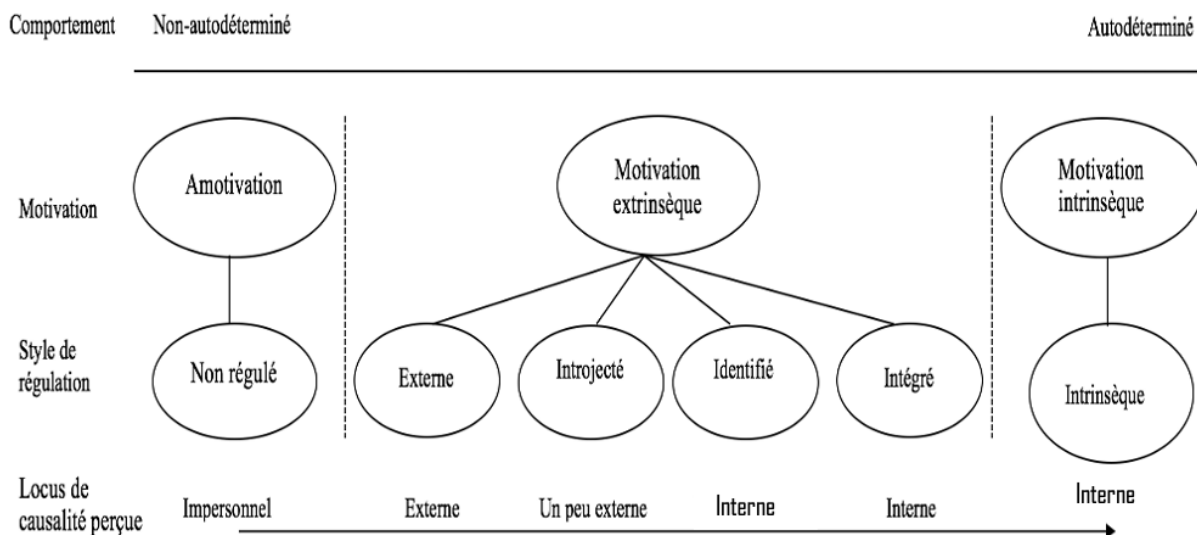 Comportement Non-autodéterminé Autodéterminé
Motivation
Amotivation
Motivation
extrinsèque
Motivation
intrinsèque
Style de
régulation
Non régulé
Externe
Introjecté
Identifié
Intégré
Intrinsèque
Locus de
causalité perçue
Impersonnel
Externe
Un peu externe
Interne
Interne
Interne